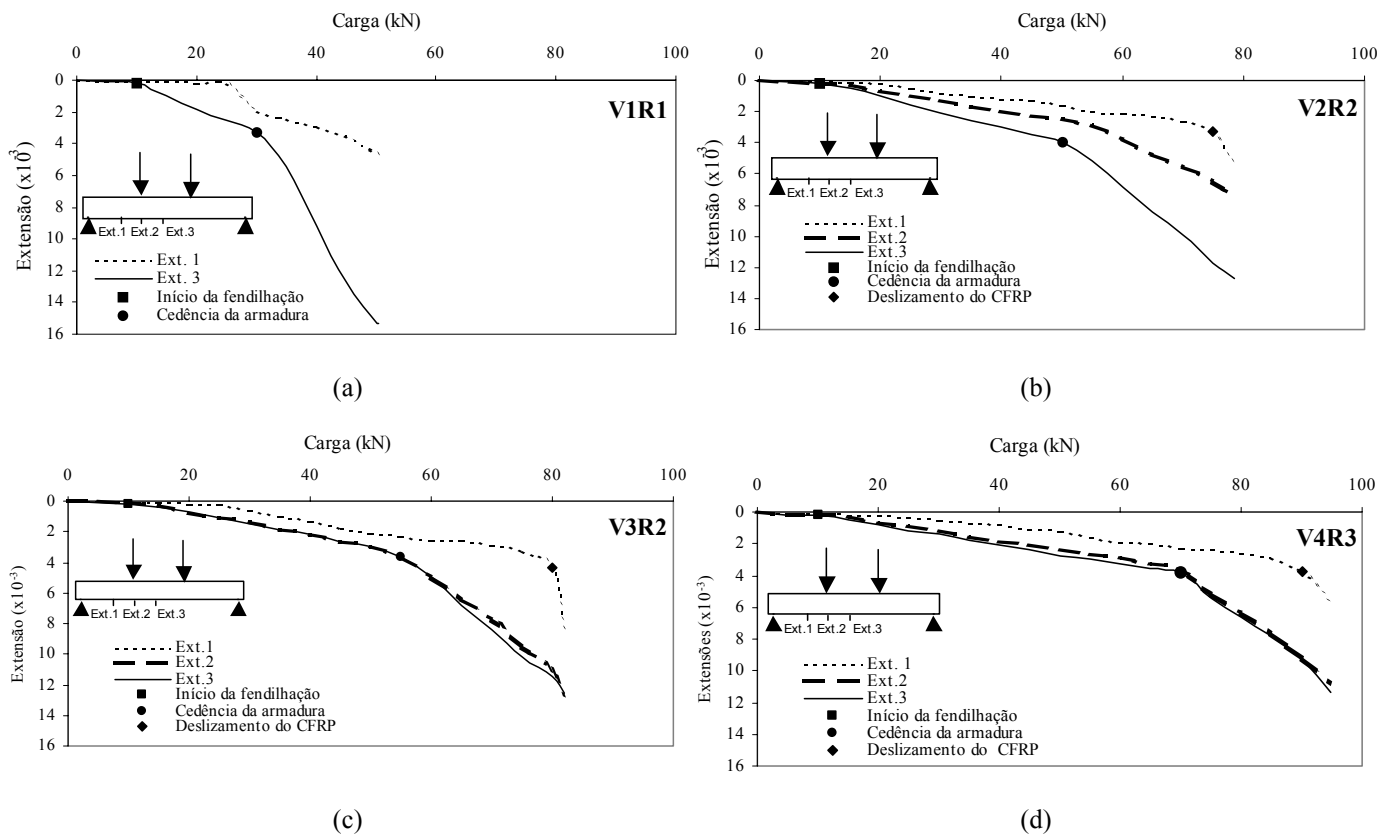 Carga (kN)
0 20 40 60 80 100
0
2
4
6
8
10
12
14
16
Extensão (x10⁻³)
V1R1
Ext.1 Ext.2 Ext.3
Ext. 1
Ext. 3
Início da fendilhação
Cedência da armadura
(a)
Carga (kN)
0 20 40 60 80 100
0
2
4
6
8
10
12
14
16
Extensão (x10⁻³)
V2R2
Ext.1 Ext.2 Ext.3
Ext.1
Ext.2
Ext.3
Início da fendilhação
Cedência da armadura
Deslizamento do CFRP
(b)
Carga (kN)
0 20 40 60 80 100
0
2
4
6
8
10
12
14
16
Extensão (x10⁻³)
V3R2
Ext.1 Ext.2 Ext.3
Ext.1
Ext.2
Ext.3
Início da fendilhação
Cedência da armadura
Deslizamento do CFRP
(c)
Carga (kN)
0 20 40 60 80 100
0
2
4
6
8
10
12
14
16
Extensões (x10⁻³)
V4R3
Ext.1 Ext.2 Ext.3
Ext. 1
Ext.2
Ext.3
Início da fendilhação
Cedência da armadura
Deslizamento do CFRP
(d)